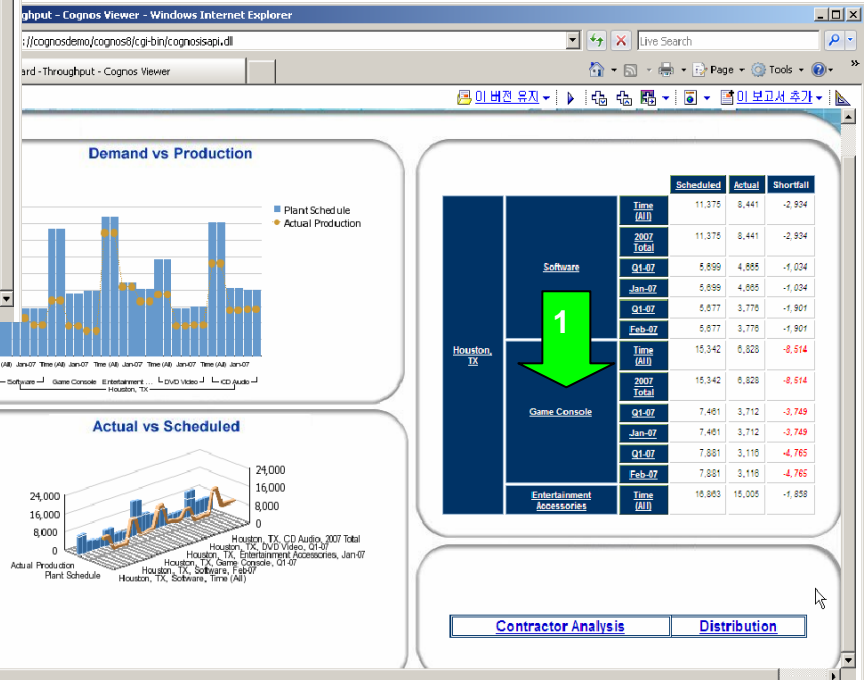 ghput - Cognos Viewer - Windows Internet Explorer
://cognosdemo/cognos8/cgi-bin/cognosisapi.dll
Live Search
ard -Throughput - Cognos Viewer
Page
Tools
이 버전 유지
이 보고서 추가
Demand vs Production
Plant Schedule
Actual Production
(All) Jan-07 Time (All) Jan-07 Time (All) Jan-07 Time (All) Jan-07 Time (All) Jan-07
Software Game Console Entertainment ... DVD Video CD Audio
Houston, TX
Actual vs Scheduled
24,000
16,000
8,000
0
24,000
16,000
8,000
0
Actual Production
Plant Schedule
Houston, TX, CD Audio, 2007 Total
Houston, TX, DVD Video, Q1-07
Houston, TX, Entertainment Accessories, Jan-07
Houston, TX, Game Console, Q1-07
Houston, TX, Software, Feb-07
Houston, TX, Software, Time (All)
Scheduled Actual Shortfall
Houston, TX
Software
Time (All) 11,375 8,441 -2,934
2007 Total 11,375 8,441 -2,934
Q1-07 5,699 4,665 -1,034
Jan-07 5,699 4,665 -1,034
Q1-07 5,677 3,776 -1,901
Feb-07 5,677 3,776 -1,901
1
Game Console
Time (All) 15,342 6,828 -8,514
2007 Total 15,342 6,828 -8,514
Q1-07 7,461 3,712 -3,749
Jan-07 7,461 3,712 -3,749
Q1-07 7,881 3,116 -4,765
Feb-07 7,881 3,116 -4,765
Entertainment Accessories
Time (All) 16,863 15,005 -1,858
Contractor Analysis Distribution